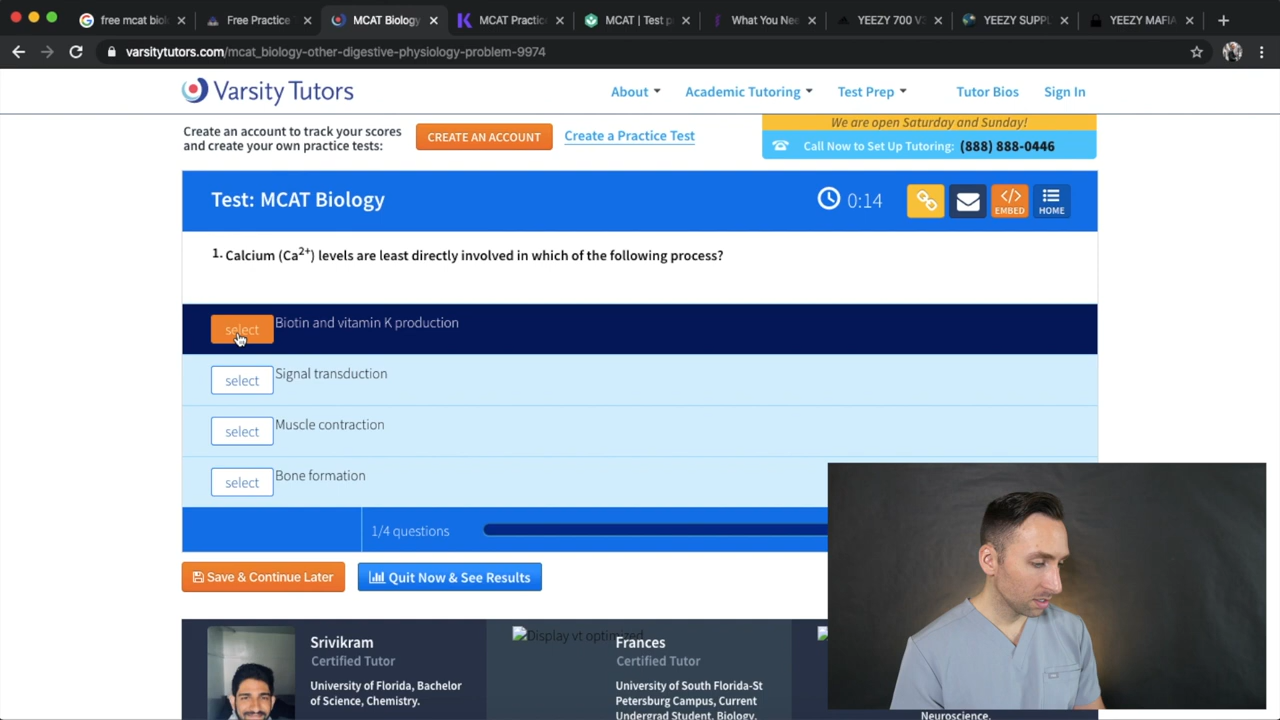 free mcat biol
Free Practice
MCAT Biology
MCAT Practic
MCAT | Test p
What You Nee
YEEZY 700 V3
YEEZY SUPPL
YEEZY MAFIA
varsitytutors.com/mcat_biology-other-digestive-physiology-problem-9974
Varsity Tutors
About
Academic Tutoring
Test Prep
Tutor Bios
Sign In
Create an account to track your scores
and create your own practice tests:
CREATE AN ACCOUNT
Create a Practice Test
We are open Saturday and Sunday!
Call Now to Set Up Tutoring: (888) 888-0446
Test: MCAT Biology
0:14
</>
EMBED
HOME
1. Calcium (Ca²⁺) levels are least directly involved in which of the following process?
select Biotin and vitamin K production
select Signal transduction
select Muscle contraction
select Bone formation
1/4 questions
Save & Continue Later
Quit Now & See Results
Srivikram
Certified Tutor
University of Florida, Bachelor
of Science, Chemistry.
Display vt optimized
Frances
Certified Tutor
University of South Florida-St
Petersburg Campus, Current
Undergrad Student, Biology,
Neuroscience.